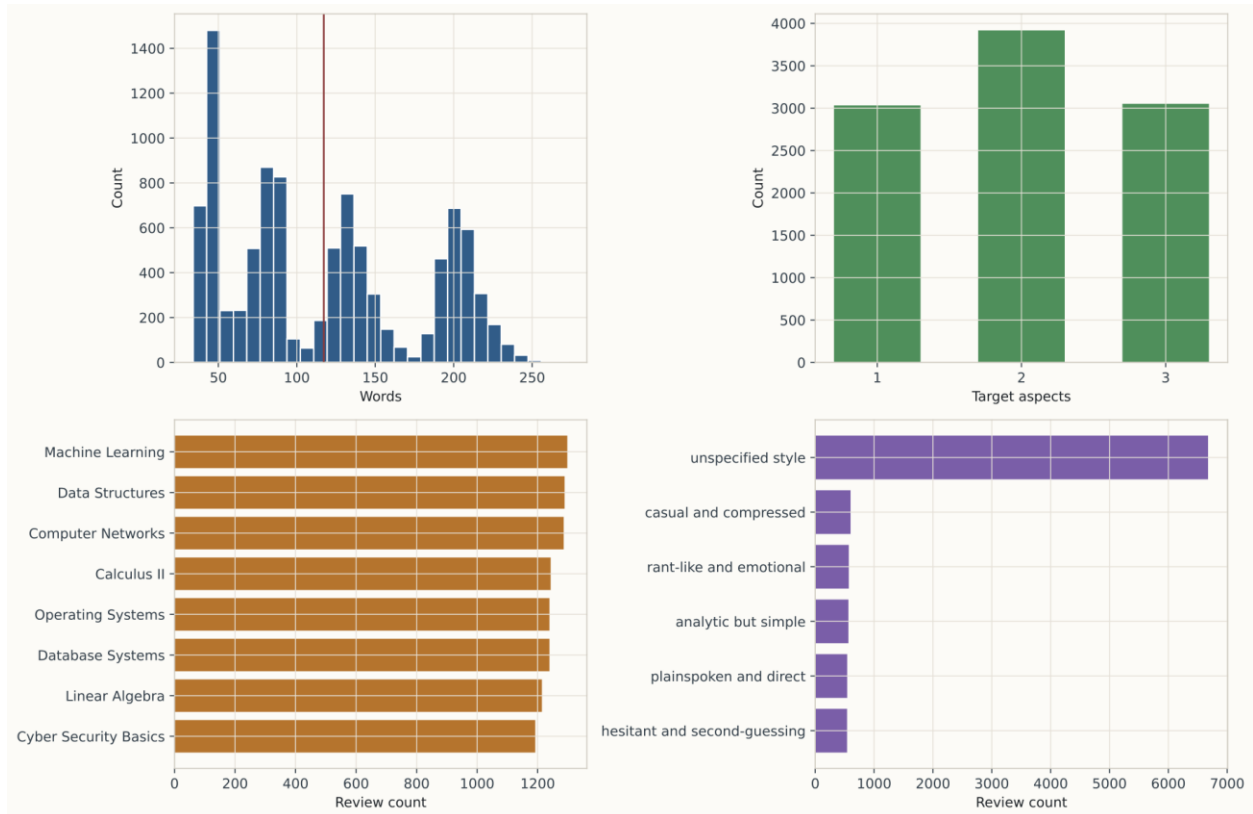 1400
1200
1000
800
600
400
200
0
Count
50 100 150 200 250
Words
4000
3500
3000
2500
2000
1500
1000
500
0
Count
1 2 3
Target aspects
Machine Learning
Data Structures
Computer Networks
Calculus II
Operating Systems
Database Systems
Linear Algebra
Cyber Security Basics
0 200 400 600 800 1000 1200
Review count
unspecified style
casual and compressed
rant-like and emotional
analytic but simple
plainspoken and direct
hesitant and second-guessing
0 1000 2000 3000 4000 5000 6000 7000
Review count